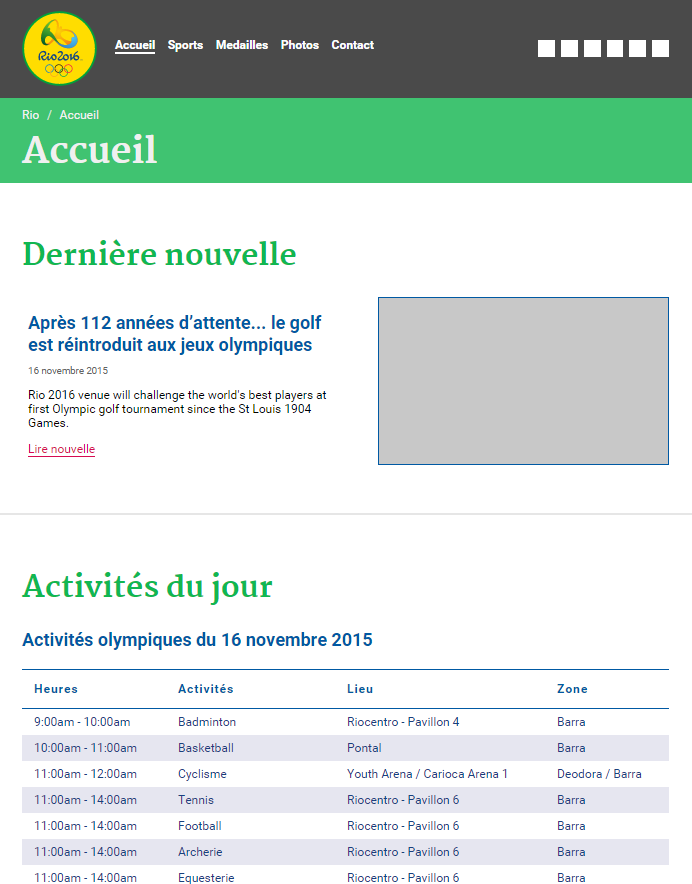 Rio2016
Accueil Sports Medailles Photos Contact
Rio / Accueil
Accueil
Dernière nouvelle
Après 112 années d’attente... le golf
est réintroduit aux jeux olympiques
16 novembre 2015
Rio 2016 venue will challenge the world's best players at
first Olympic golf tournament since the St Louis 1904
Games.
Lire nouvelle
Activités du jour
Activités olympiques du 16 novembre 2015
Heures Activités Lieu Zone
9:00am - 10:00am Badminton Riocentro - Pavillon 4 Barra
10:00am - 11:00am Basketball Pontal Barra
11:00am - 12:00am Cyclisme Youth Arena / Carioca Arena 1 Deodora / Barra
11:00am - 14:00am Tennis Riocentro - Pavillon 6 Barra
11:00am - 14:00am Football Riocentro - Pavillon 6 Barra
11:00am - 14:00am Archerie Riocentro - Pavillon 6 Barra
11:00am - 14:00am Equesterie Riocentro - Pavillon 6 Barra